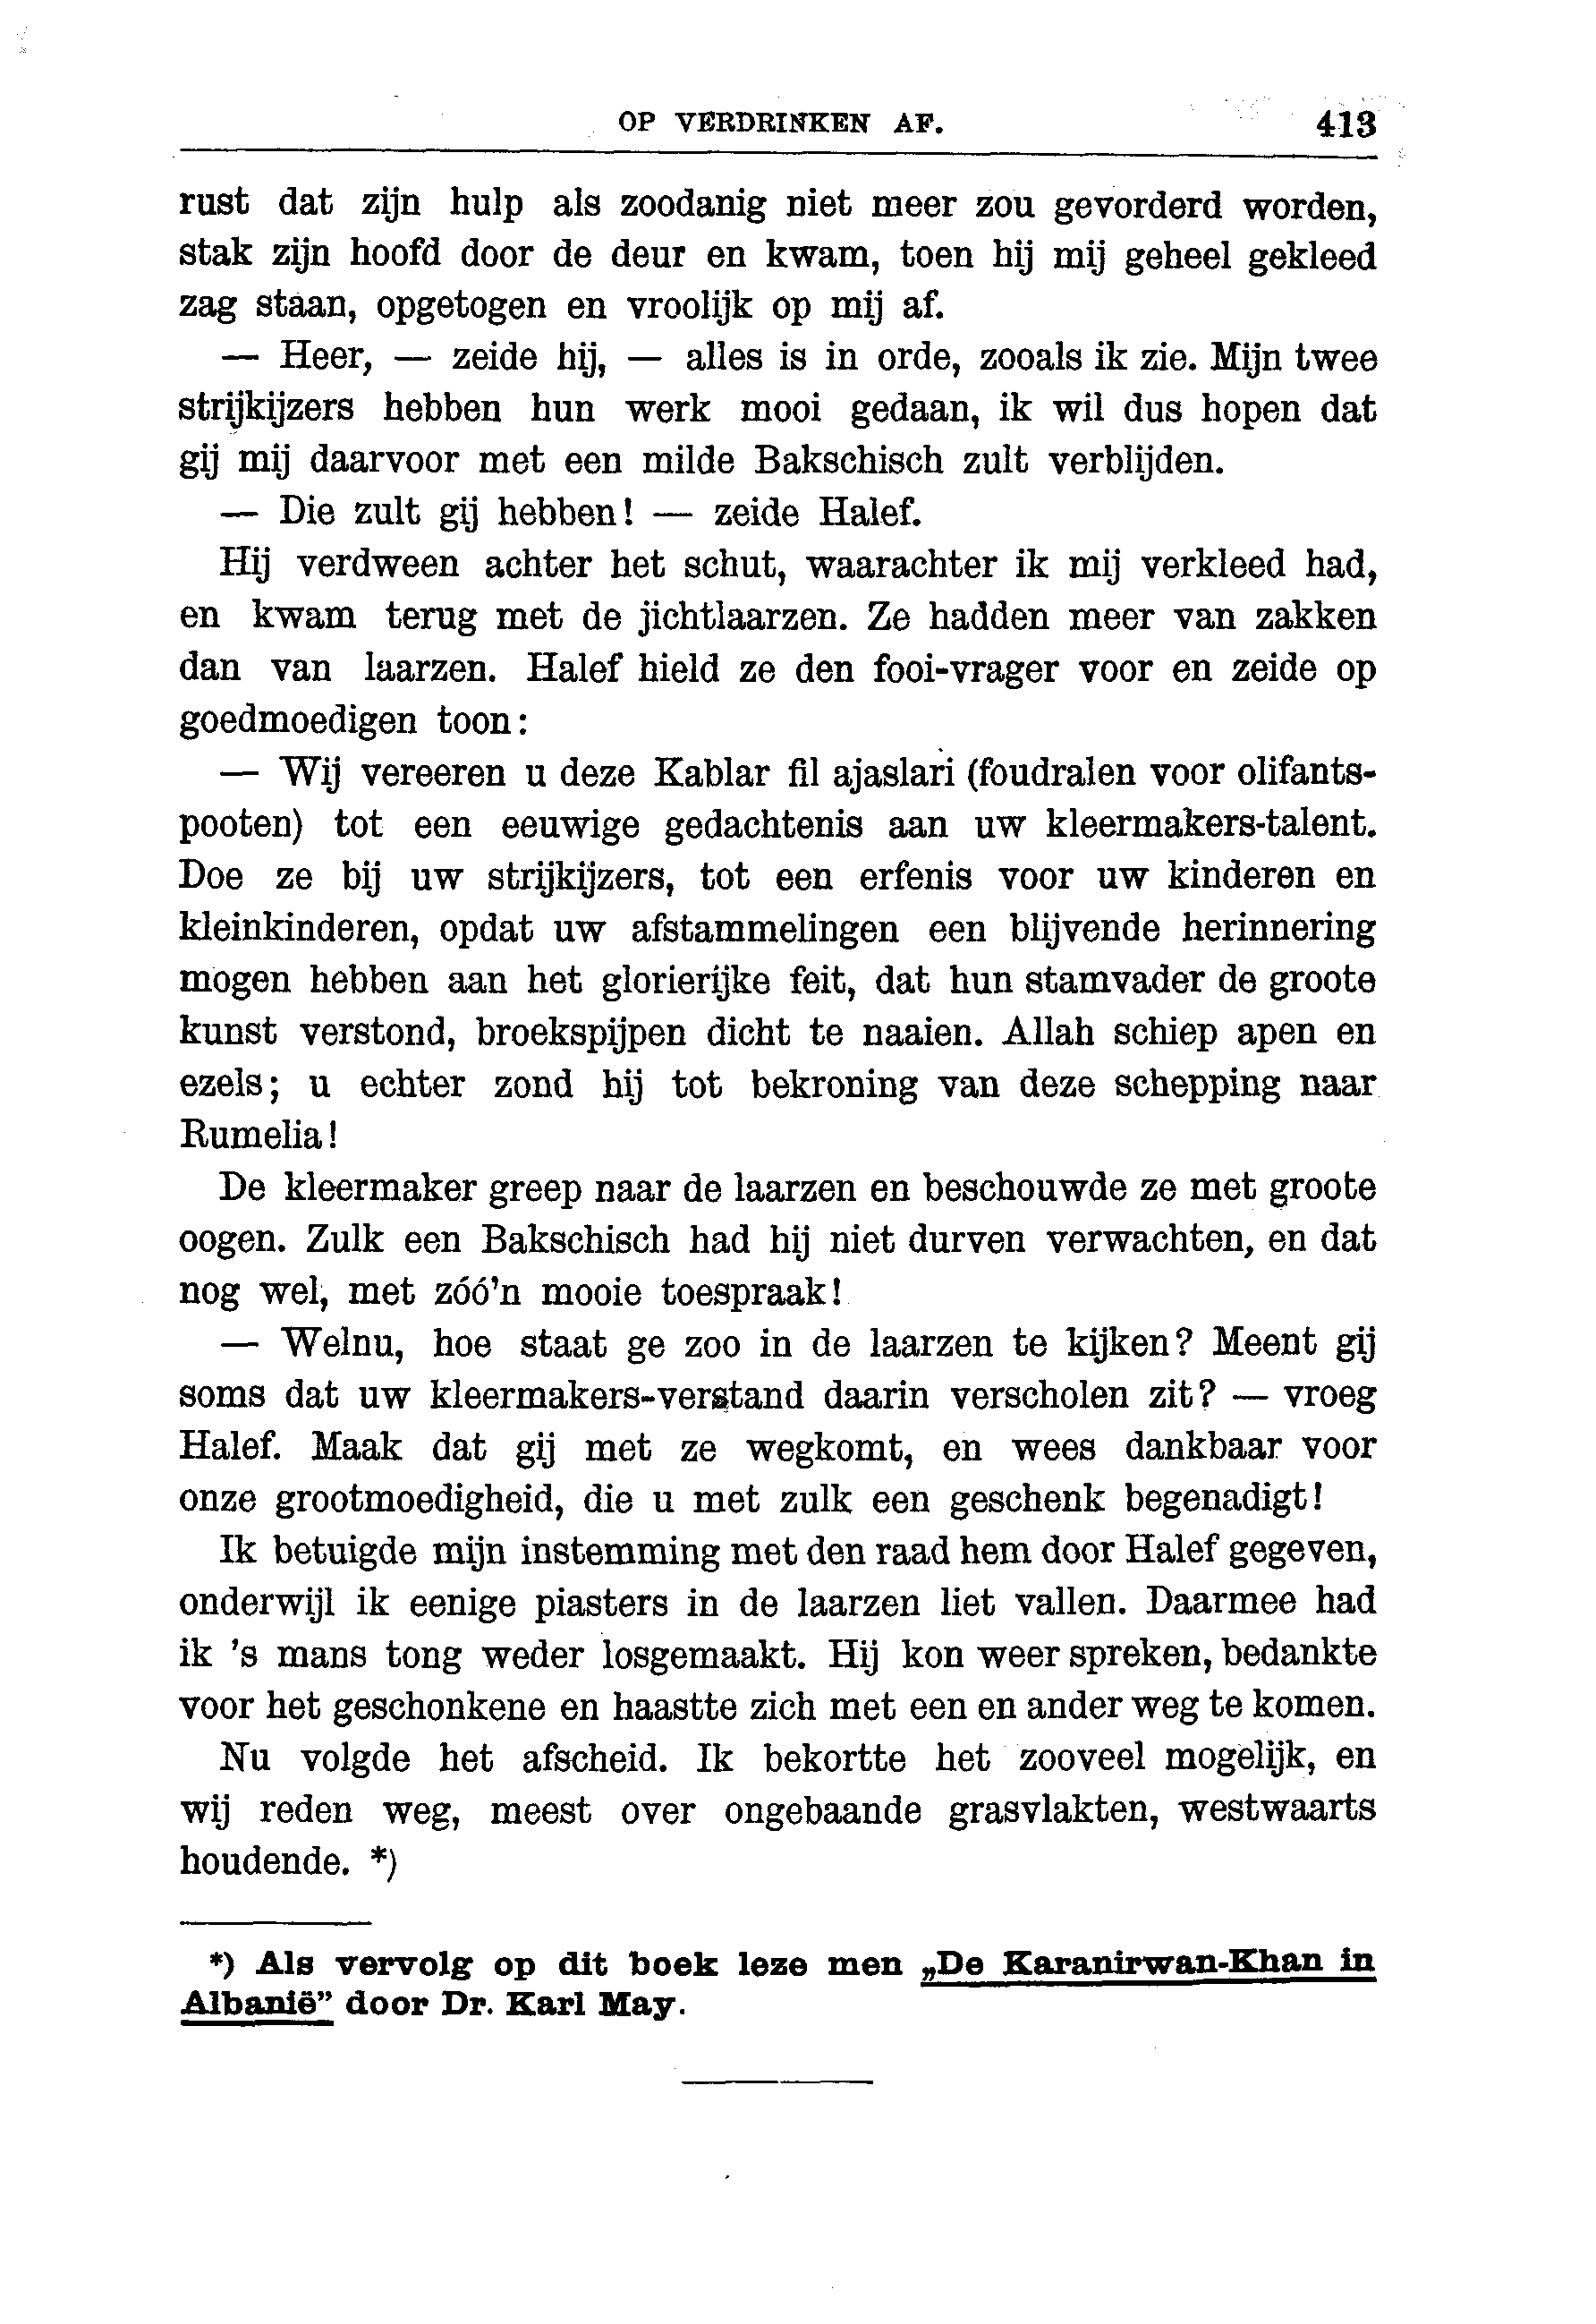 OP VERDRINKEN AF. 413
rust dat zijn hulp als zoodanig niet meer zou gevorderd worden,
stak zijn hoofd door de deur en kwam, toen hij mij geheel gekleed
zag staan, opgetogen en vroolijk op mij af.
— Heer, — zeide hij, — alles is in orde, zooals ik zie. Mijn twee
strijkijzers hebben hun werk mooi gedaan, ik wil dus hopen dat
gij mij daarvoor met een milde Bakschisch zult verblijden.
— Die zult gij hebben! — zeide Halef.
Hij verdween achter het schut, waarachter ik mij verkleed had,
en kwam terug met de jichtlaarzen. Ze hadden meer van zakken
dan van laarzen. Halef hield ze den fooi-vrager voor en zeide op
goedmoedigen toon:
— Wij vereeren u deze Kablar fil ajaslari (foudralen voor olifants-
pooten) tot een eeuwige gedachtenis aan uw kleermakers-talent.
Doe ze bij uw strijkijzers, tot een erfenis voor uw kinderen en
kleinkinderen, opdat uw afstammelingen een blijvende herinnering
mogen hebben aan het glorierijke feit, dat hun stamvader de groote
kunst verstond, broekspijpen dicht te naaien. Allah schiep apen en
ezels; u echter zond hij tot bekroning van deze schepping naar
Rumelia!
De kleermaker greep naar de laarzen en beschouwde ze met groote
oogen. Zulk een Bakschisch had hij niet durven verwachten, en dat
nog wel, met zóó'n mooie toespraak!
— Welnu, hoe staat ge zoo in de laarzen te kijken? Meent gij
soms dat uw kleermakers-verstand daarin verscholen zit? — vroeg
Halef. Maak dat gij met ze wegkomt, en wees dankbaar voor
onze grootmoedigheid, die u met zulk een geschenk begenadigt!
Ik betuigde mijn instemming met den raad hem door Halef gegeven,
onderwijl ik eenige piasters in de laarzen liet vallen. Daarmee had
ik 's mans tong weder losgemaakt. Hij kon weer spreken, bedankte
voor het geschonkene en haastte zich met een en ander weg te komen.
Nu volgde het afscheid. Ik bekortte het zooveel mogelijk, en
wij reden weg, meest over ongebaande grasvlakten, westwaarts
houdende. *)
*) Als vervolg op dit boek leze men „De Karanirwan-Khan in
Albanië” door Dr. Karl May.